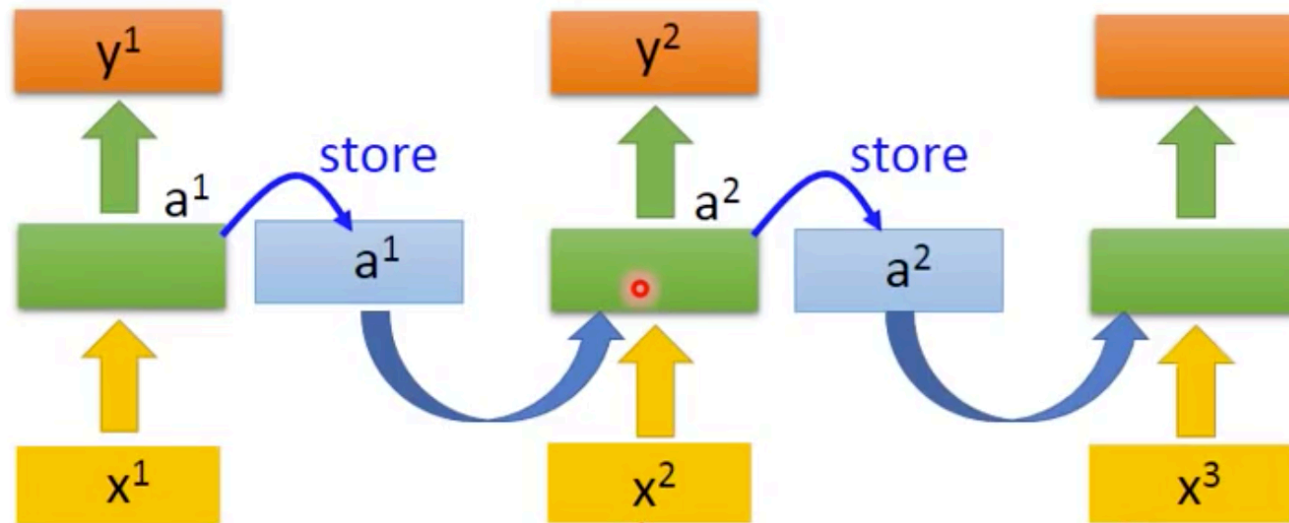 y¹ y²
store store
a¹ a²
a¹ a²
x¹ x² x³